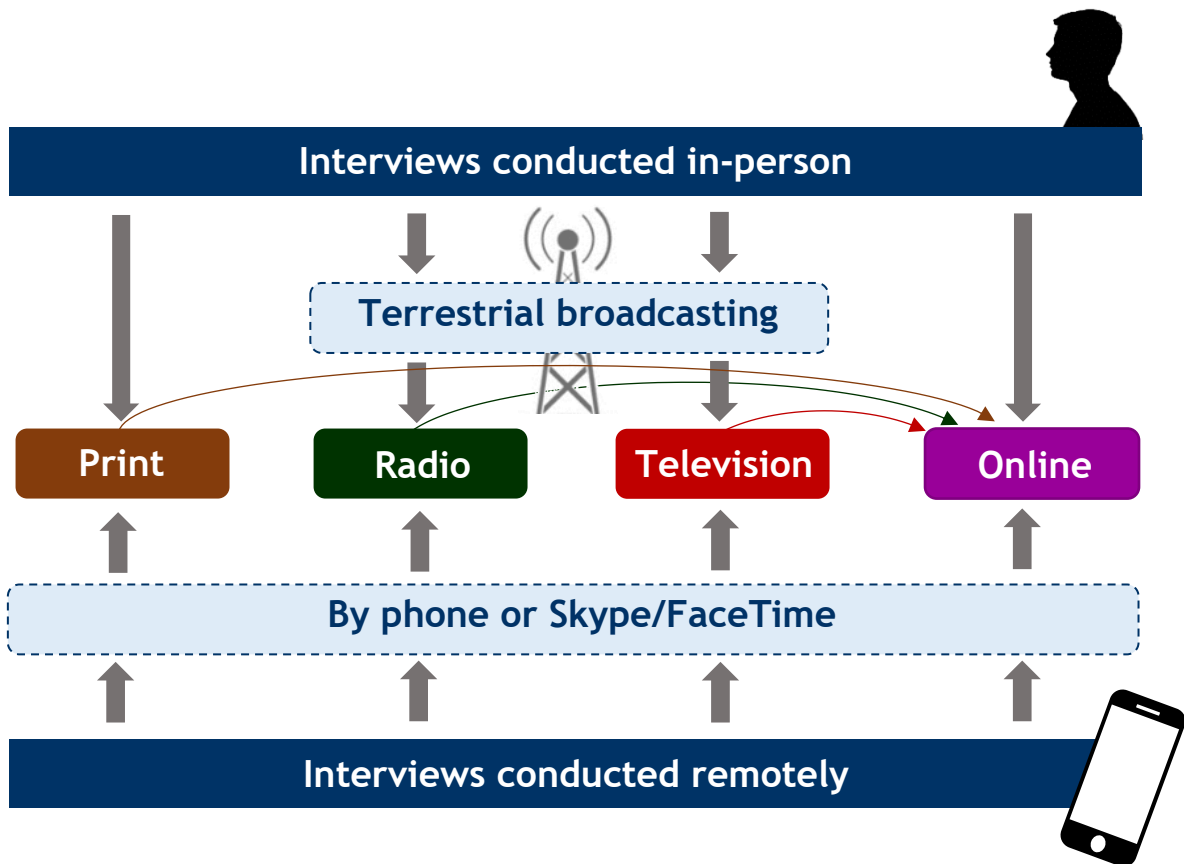 Interviews conducted in-person
Terrestrial broadcasting
Print
Radio
Television
Online
By phone or Skype/FaceTime
Interviews conducted remotely